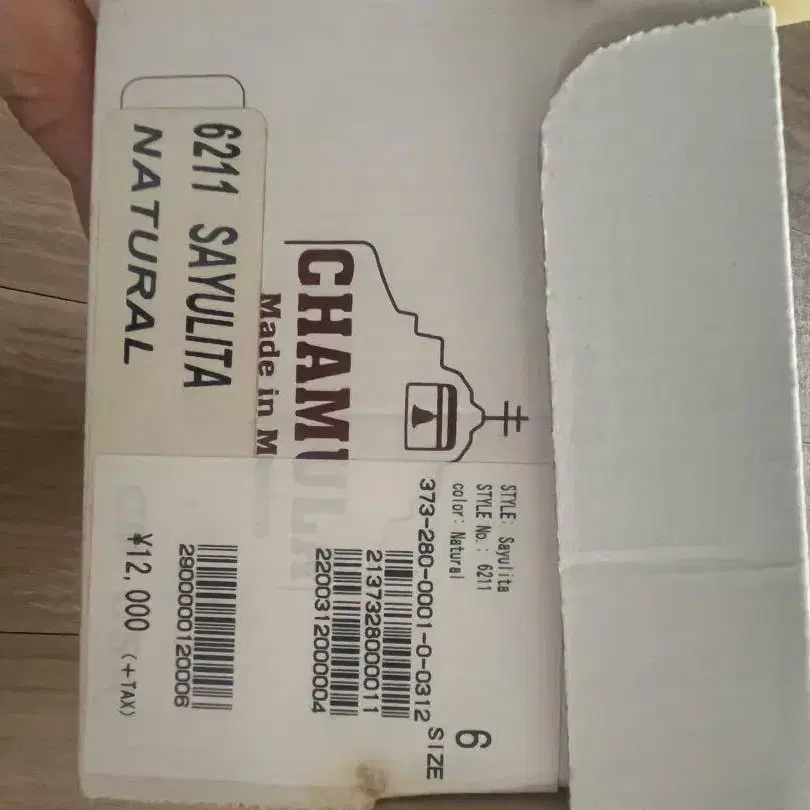 6211 SAYULITA
NATURAL
CHAMULA
Made in M
STYLE: Sayulita
STYLE No.: 6211
color: Natural
373-280-0001-0-0312
2137328000011
2200312000004
SIZE
6
2900000120006
¥12,000 (+TAX)